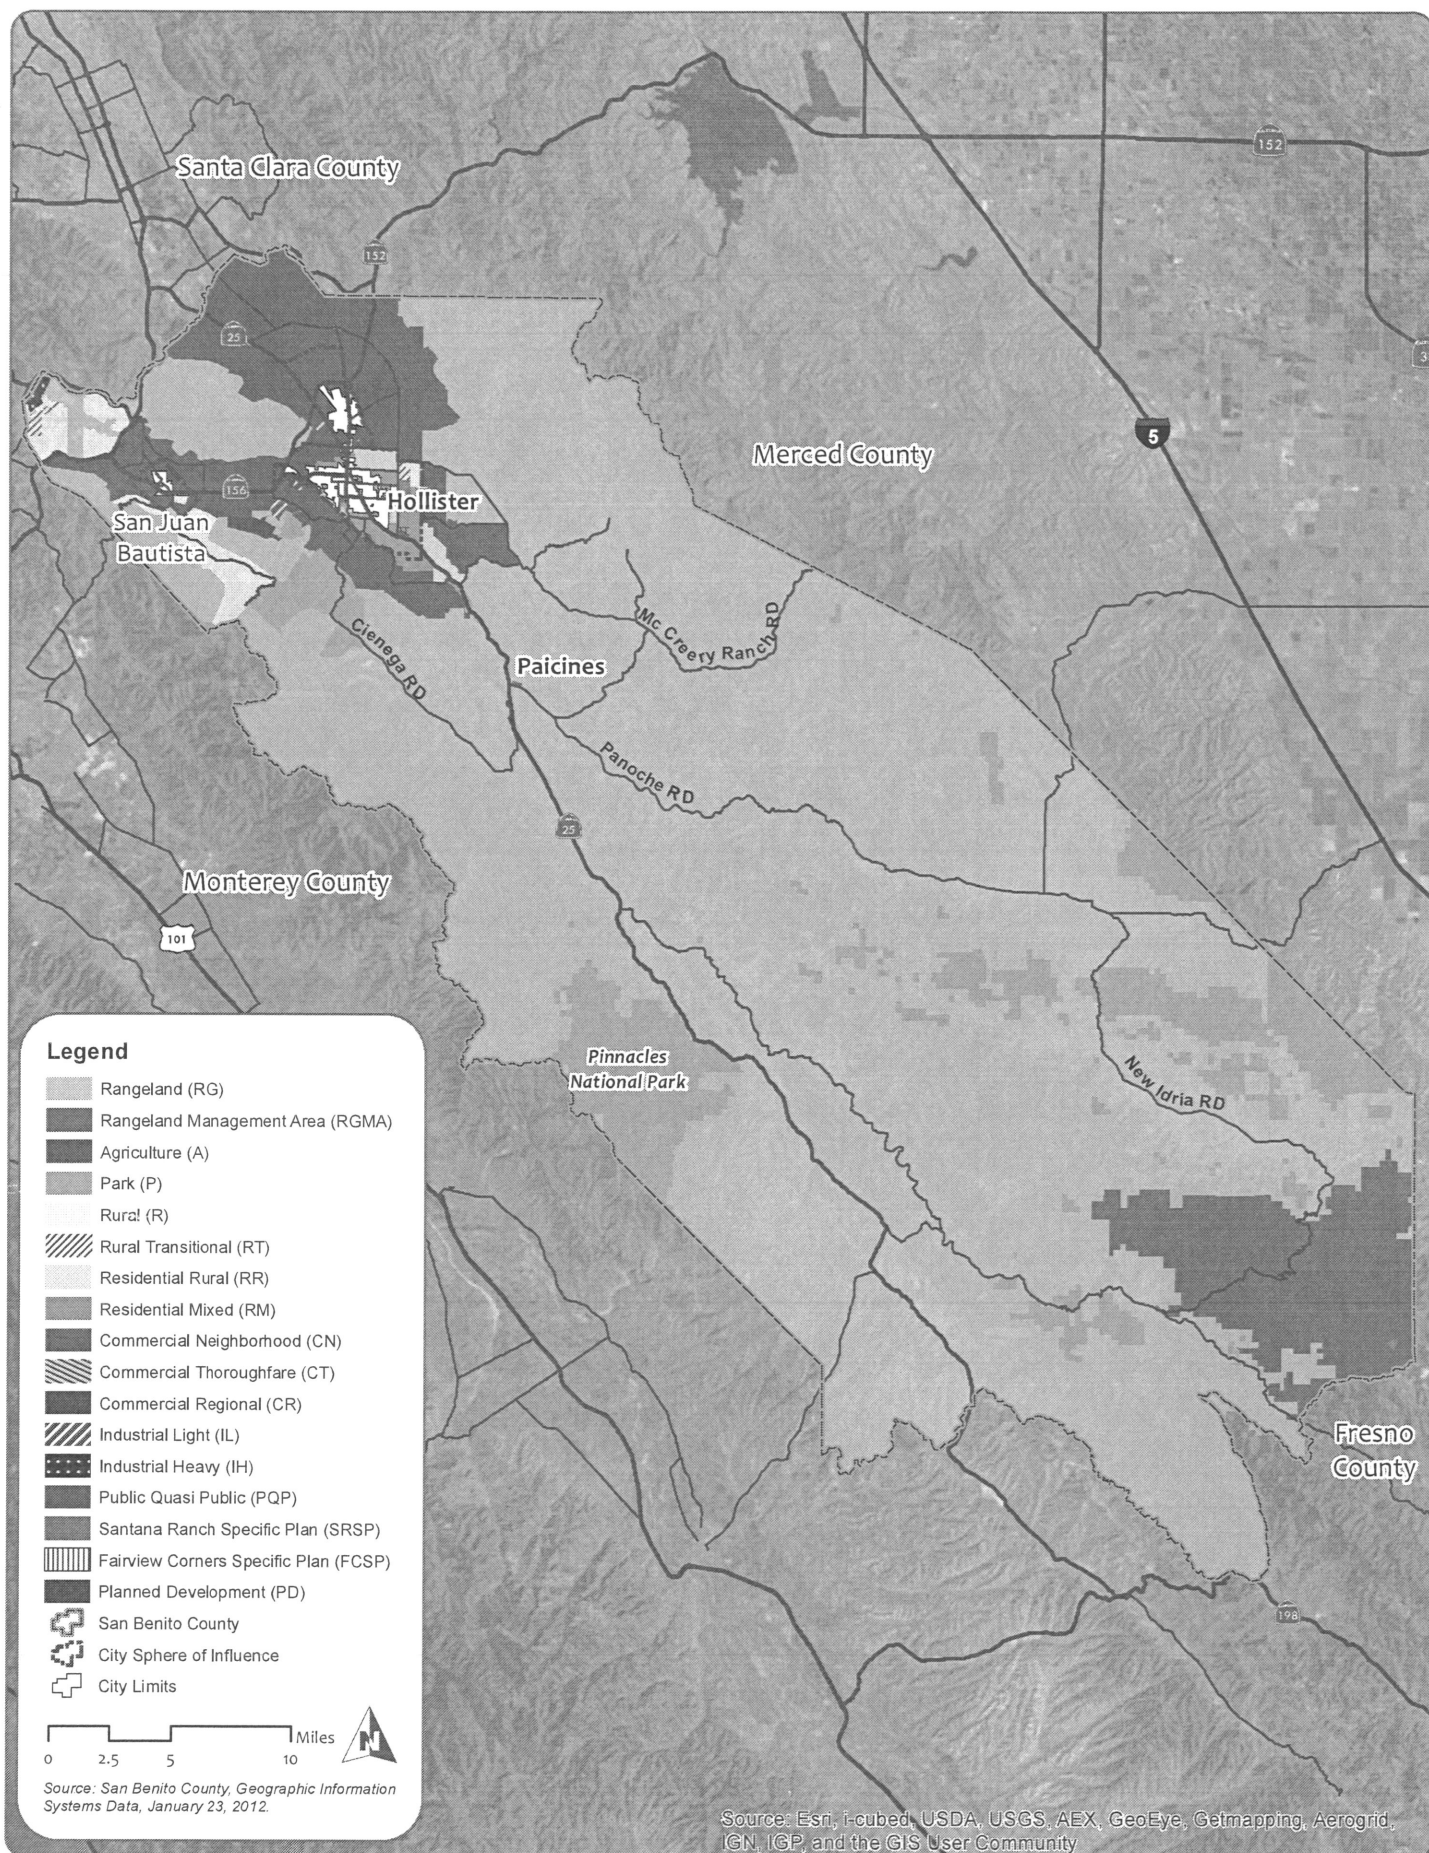 152
Santa Clara County
152
25
3
5
Merced County
Hollister
156
San Juan
Bautista
Mc Creery Ranch RD
Cienega RD
Paicines
Panoche RD
25
Monterey County
101
Pinnacles
National Park
New Idria RD
Fresno
County
198
Legend
Rangeland (RG)
Rangeland Management Area (RGMA)
Agriculture (A)
Park (P)
Rural (R)
Rural Transitional (RT)
Residential Rural (RR)
Residential Mixed (RM)
Commercial Neighborhood (CN)
Commercial Thoroughfare (CT)
Commercial Regional (CR)
Industrial Light (IL)
Industrial Heavy (IH)
Public Quasi Public (PQP)
Santana Ranch Specific Plan (SRSP)
Fairview Corners Specific Plan (FCSP)
Planned Development (PD)
San Benito County
City Sphere of Influence
City Limits
Miles
N
0 2.5 5 10
Source: San Benito County, Geographic Information
Systems Data, January 23, 2012.
Source: Esri, i-cubed, USDA, USGS, AEX, GeoEye, Getmapping, Aerogrid,
IGN, IGP, and the GIS User Community